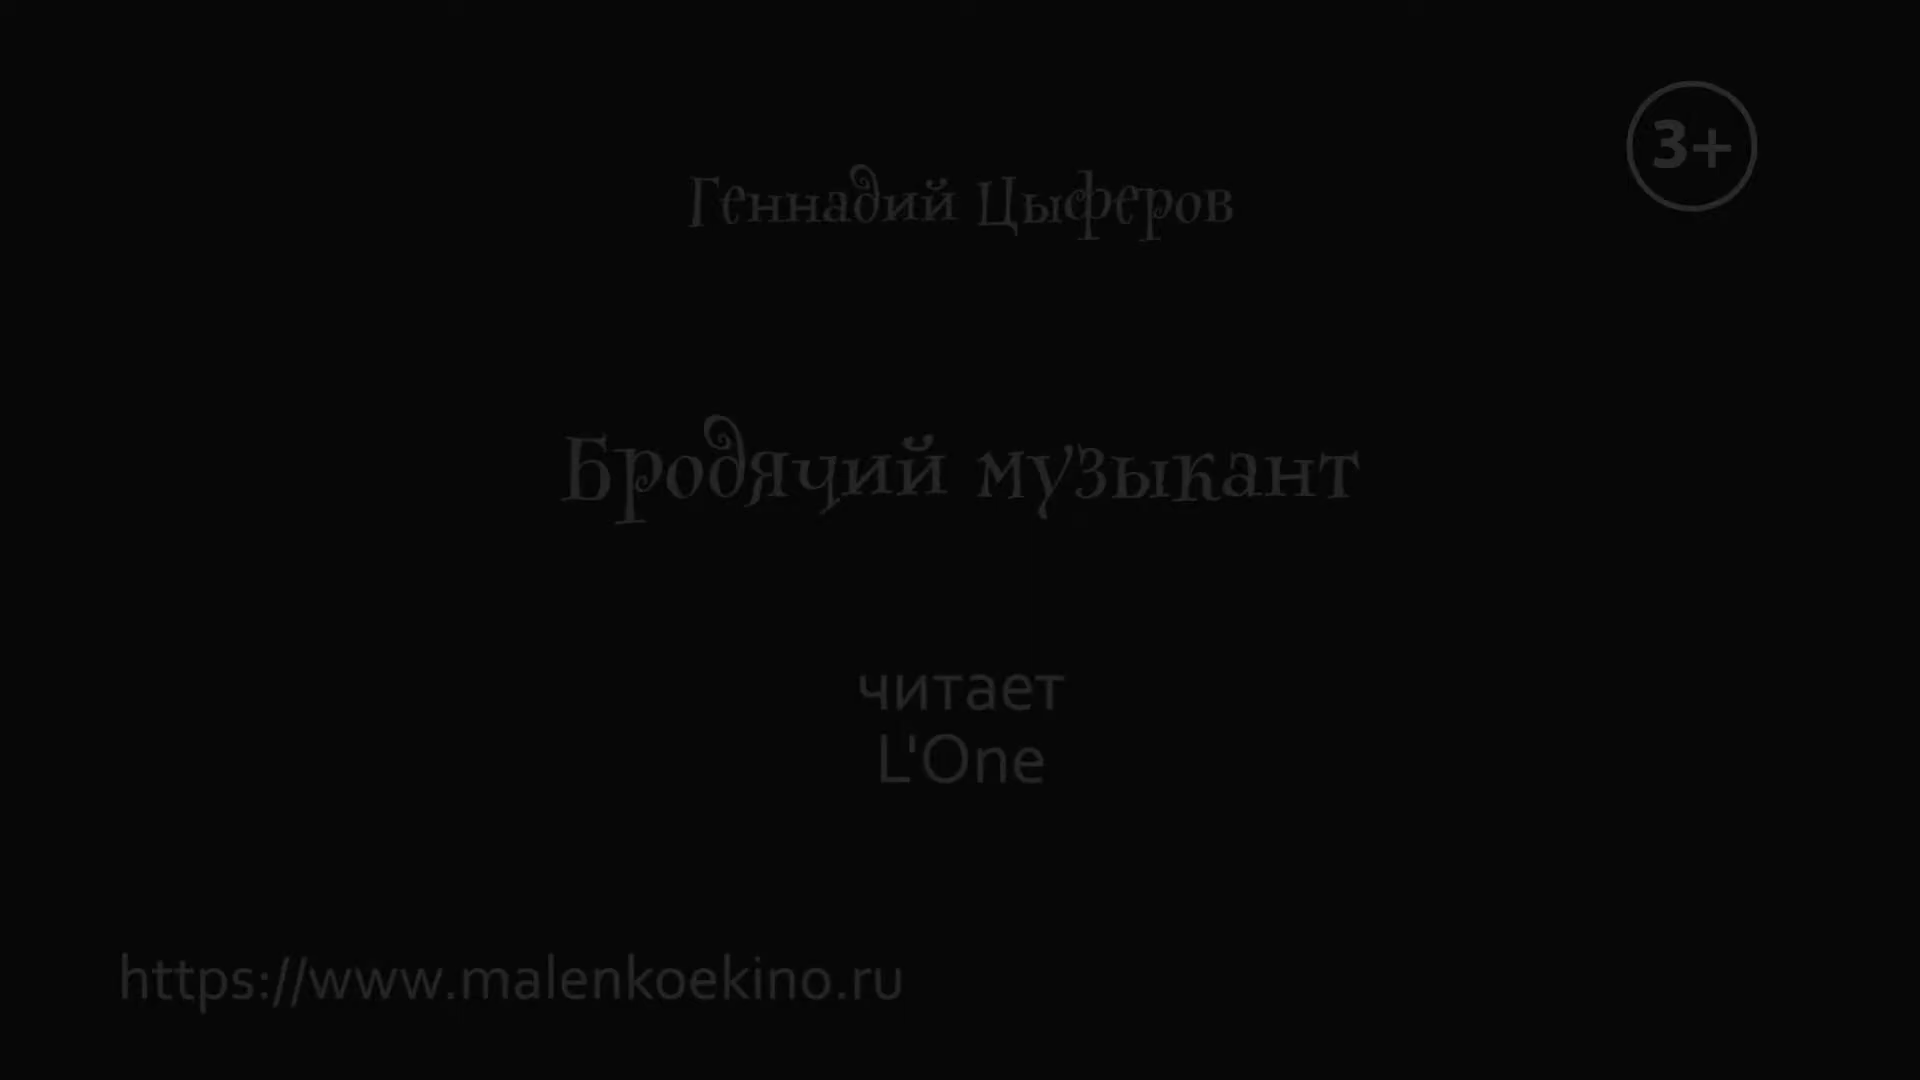 3+
Геннадий Цыферов
Бродячий музыкант
читает
L'One
https://www.malenkoekino.ru